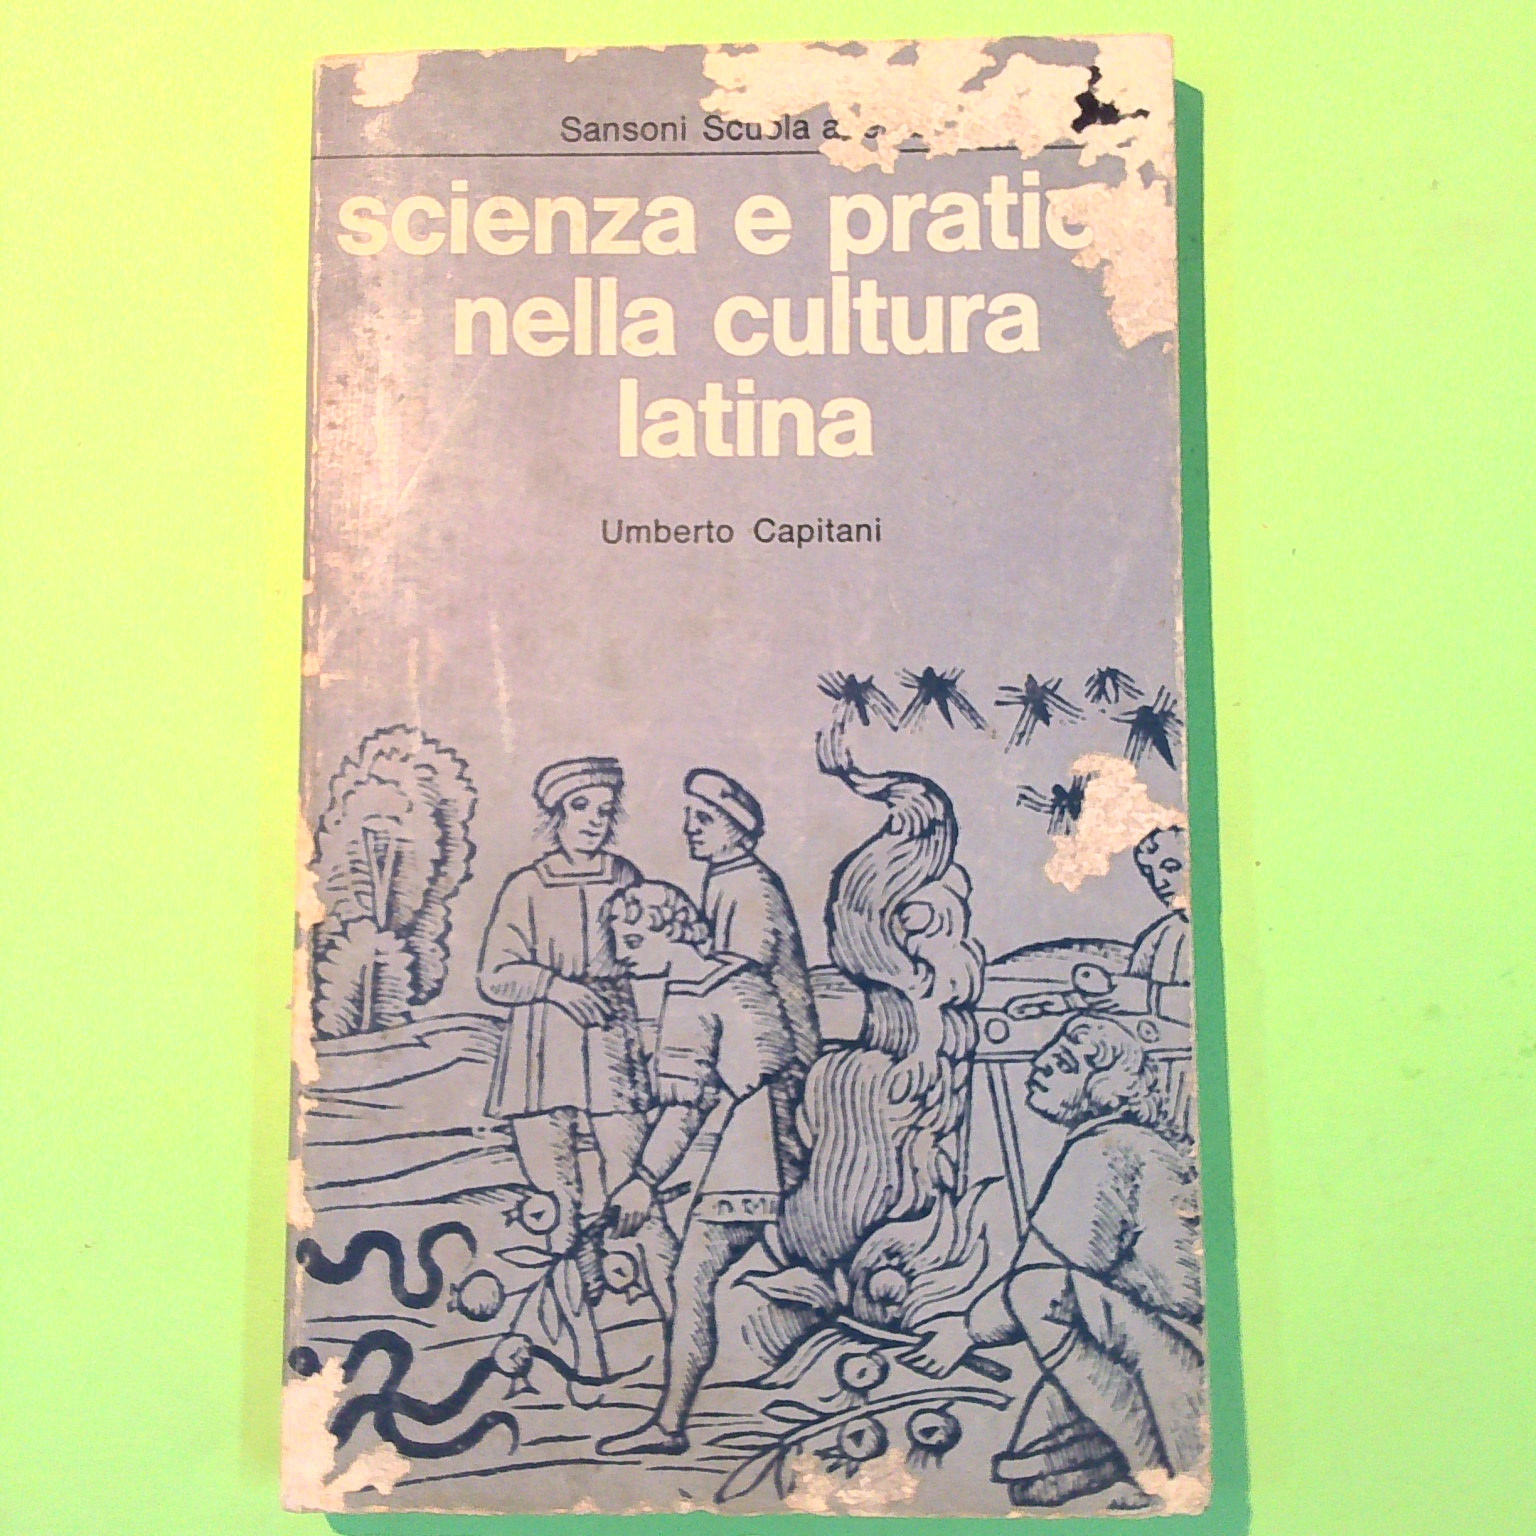 Sansoni Scuola
scienza e pratic
nella cultura
latina
Umberto Capitani